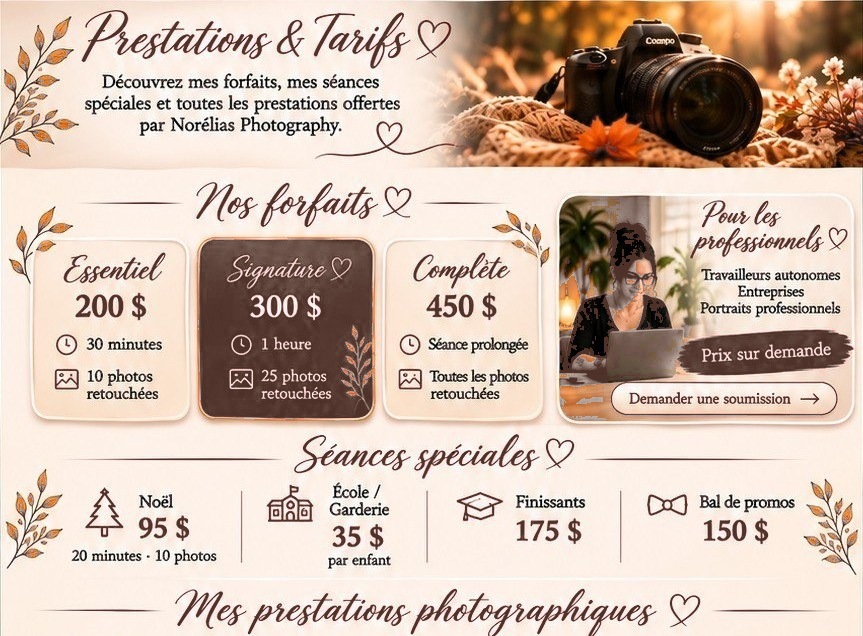 Prestations & Tarifs
Découvrez mes forfaits, mes séances
spéciales et toutes les prestations offertes
par Norélias Photography.
Coanpo
Nos forfaits
Essentiel
200 $
30 minutes
10 photos
retouchées
Signature
300 $
1 heure
25 photos
retouchées
Complète
450 $
Séance prolongée
Toutes les photos
retouchées
Pour les
professionnels
Travailleurs autonomes
Entreprises
Portraits professionnels
Prix sur demande
Demander une soumission →
Séances spéciales
Noël
95 $
20 minutes · 10 photos
École /
Garderie
35 $
par enfant
Finissants
175 $
Bal de promos
150 $
Mes prestations photographiques